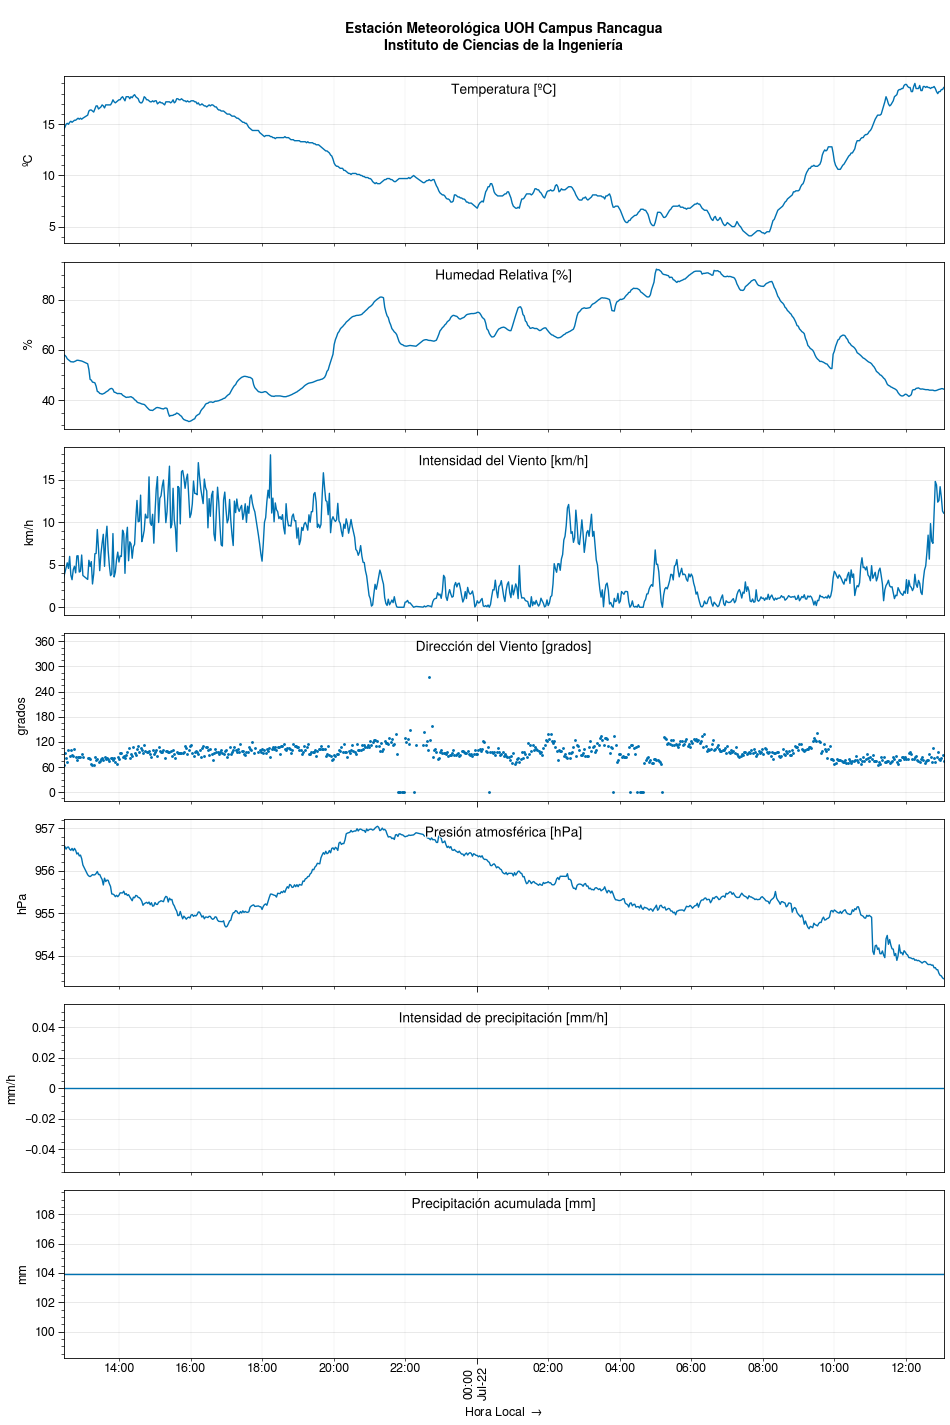 Estación Meteorológica UOH Campus Rancagua
Instituto de Ciencias de la Ingeniería
Temperatura [ºC]
15
10
5
ºC
Humedad Relativa [%]
80
60
40
%
Intensidad del Viento [km/h]
15
10
5
0
km/h
Dirección del Viento [grados]
360
300
240
180
120
60
0
grados
Presión atmosférica [hPa]
957
956
955
954
hPa
Intensidad de precipitación [mm/h]
0.04
0.02
0
−0.02
−0.04
mm/h
Precipitación acumulada [mm]
108
106
104
102
100
mm
14:00 16:00 18:00 20:00 22:00 00:00 02:00 04:00 06:00 08:00 10:00 12:00
Jul-22
Hora Local →